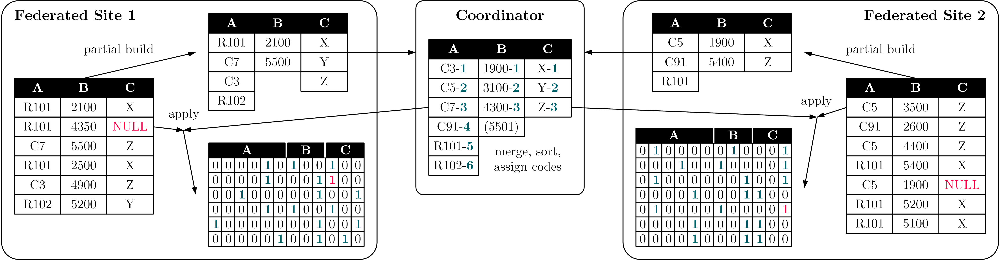 Federated Site 1
partial build
A B C
R101 2100 X
R101 4350 NULL
C7 5500 Z
R101 2500 X
C3 4900 Z
R102 5200 Y
A B C
R101 2100 X
C7 5500 Y
C3 Z
R102
apply
A B C
0 0 0 0 1 0 1 0 0 1 0 0
0 0 0 0 1 0 0 0 1 1 0 0
0 0 1 0 0 0 0 0 1 0 0 1
0 0 0 0 1 0 1 0 0 1 0 0
1 0 0 0 0 0 0 0 1 0 0 1
0 0 0 0 0 1 0 0 1 0 1 0
Coordinator
A B C
C3-1 1900-1 X-1
C5-2 3100-2 Y-2
C7-3 4300-3 Z-3
C91-4 (5501)
R101-5
R102-6
merge, sort,
assign codes
Federated Site 2
A B C
C5 1900 X
C91 5400 Z
R101
partial build
apply
A B C
0 1 0 0 0 0 0 1 0 0 0 1
0 0 0 1 0 0 1 0 0 0 0 1
0 1 0 0 0 0 0 0 1 0 0 1
0 0 0 0 1 0 0 0 1 1 0 0
0 1 0 0 0 0 1 0 0 0 0 1
0 0 0 0 1 0 0 0 1 1 0 0
0 0 0 0 1 0 0 0 1 1 0 0
A B C
C5 3500 Z
C91 2600 Z
C5 4400 Z
R101 5400 X
C5 1900 NULL
R101 5200 X
R101 5100 X